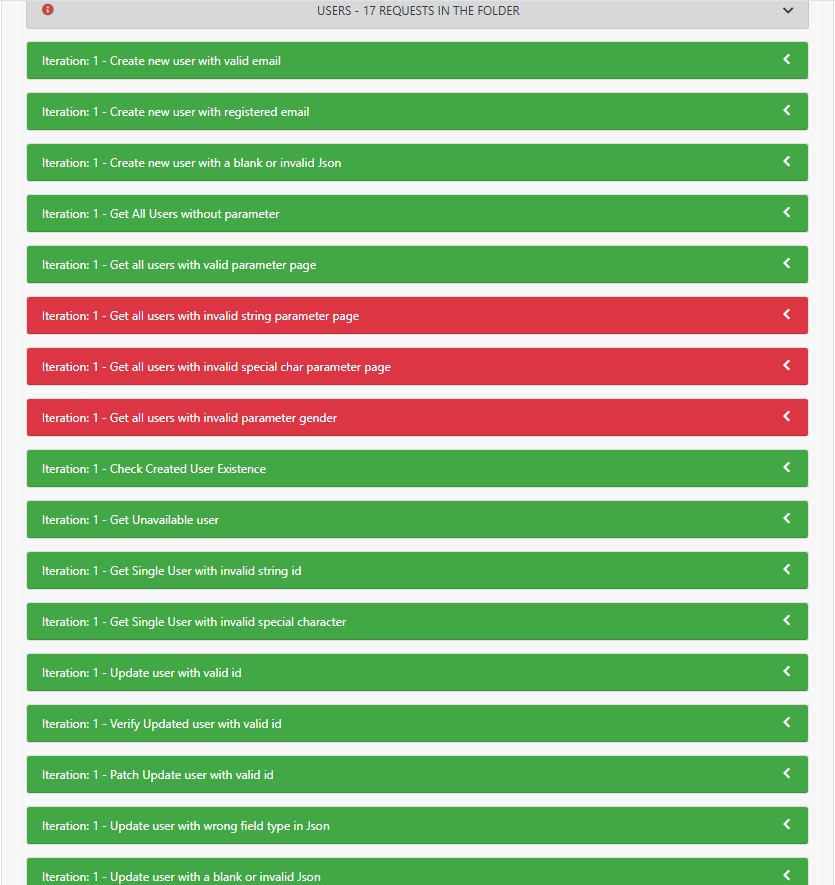 USERS - 17 REQUESTS IN THE FOLDER
Iteration: 1 - Create new user with valid email
Iteration: 1 - Create new user with registered email
Iteration: 1 - Create new user with a blank or invalid Json
Iteration: 1 - Get All Users without parameter
Iteration: 1 - Get all users with valid parameter page
Iteration: 1 - Get all users with invalid string parameter page
Iteration: 1 - Get all users with invalid special char parameter page
Iteration: 1 - Get all users with invalid parameter gender
Iteration: 1 - Check Created User Existence
Iteration: 1 - Get Unavailable user
Iteration: 1 - Get Single User with invalid string id
Iteration: 1 - Get Single User with invalid special character
Iteration: 1 - Update user with valid id
Iteration: 1 - Verify Updated user with valid id
Iteration: 1 - Patch Update user with valid id
Iteration: 1 - Update user with wrong field type in Json
Iteration: 1 - Update user with a blank or invalid Json